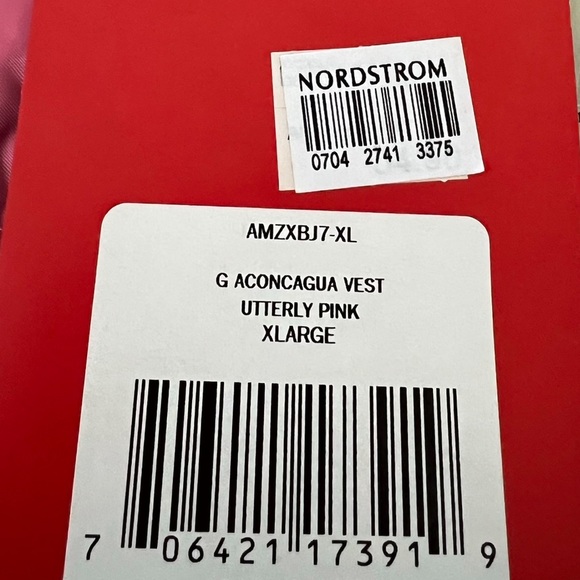 NORDSTROM
0704 2741 3375
AMZXBJ7-XL
G ACONCAGUA VEST
UTTERLY PINK
XLARGE
7 06421 17391 9